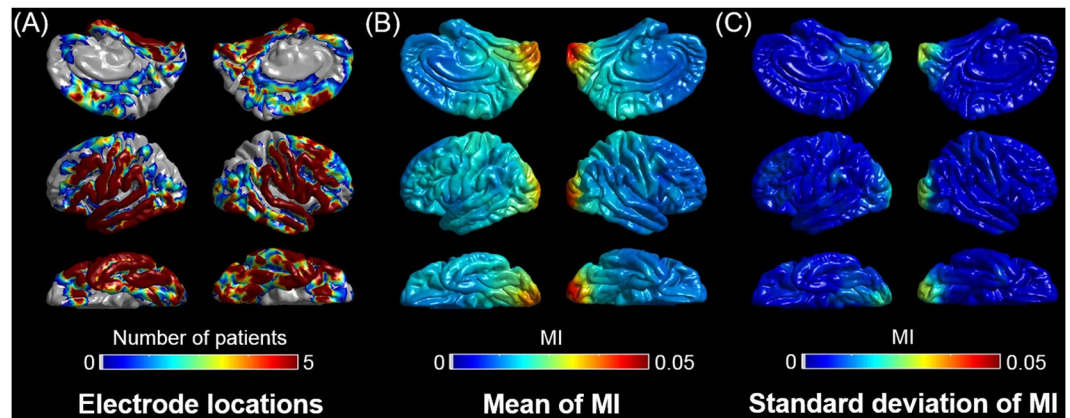 (A)
(B)
(C)
Number of patients
0 5
Electrode locations
MI
0 0.05
Mean of MI
MI
0 0.05
Standard deviation of MI